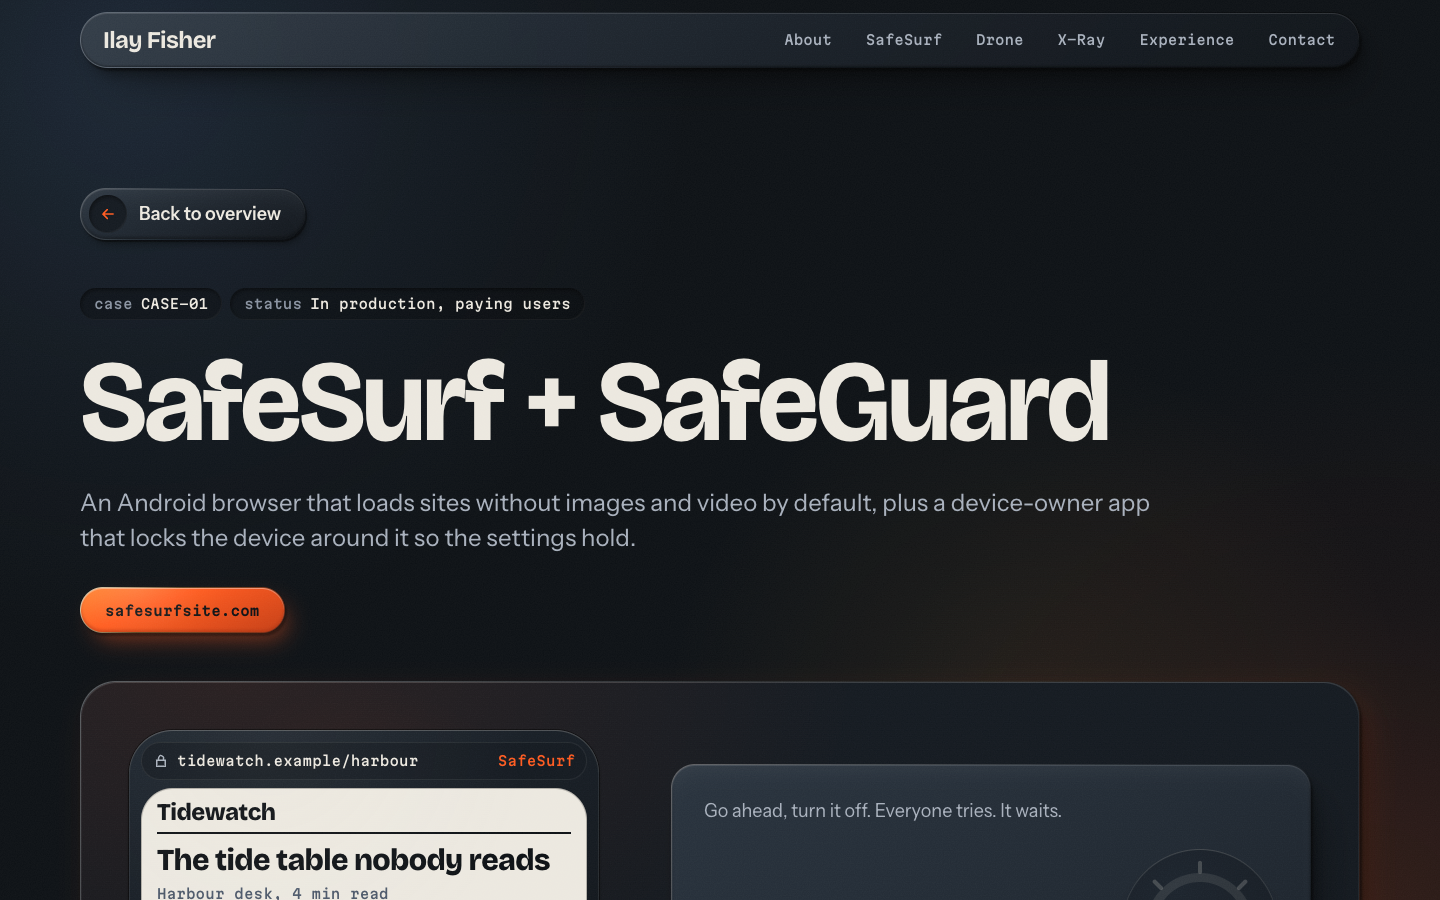 Ilay Fisher
About SafeSurf Drone X-Ray Experience Contact
← Back to overview
case CASE-01 status In production, paying users
SafeSurf + SafeGuard
An Android browser that loads sites without images and video by default, plus a device-owner app
that locks the device around it so the settings hold.
safesurfsite.com
tidewatch.example/harbour SafeSurf
Tidewatch
The tide table nobody reads
Harbour desk, 4 min read
Go ahead, turn it off. Everyone tries. It waits.